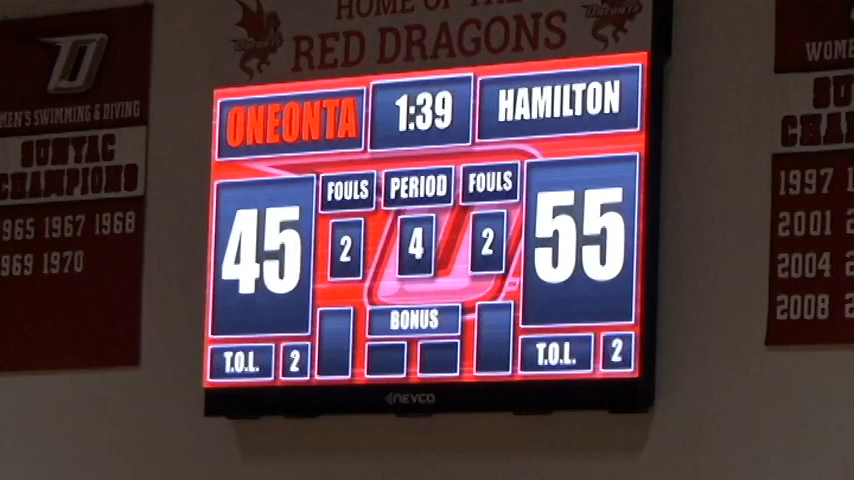 HOME OF THE
RED DRAGONS
MEN'S SWIMMING & DIVING
SUNYAC
CHAMPIONS
1965 1967 1968
1969 1970
ONEONTA 1:39 HAMILTON
FOULS PERIOD FOULS
45 2 4 2 55
BONUS
T.O.L. 2 T.O.L. 2
NEVCO
1997
2001
2004
2008